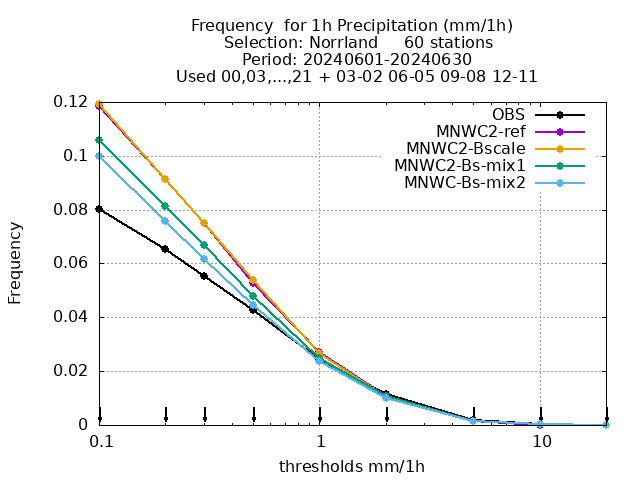 Frequency  for 1h Precipitation (mm/1h)
Selection: Norrland     60 stations
Period: 20240601-20240630
Used 00,03,...,21 + 03-02 06-05 09-08 12-11
OBS
MNWC2-ref
MNWC2-Bscale
MNWC2-Bs-mix1
MNWC-Bs-mix2
0.12
0.1
0.08
0.06
0.04
0.02
0
Frequency
0.1
1
10
thresholds mm/1h